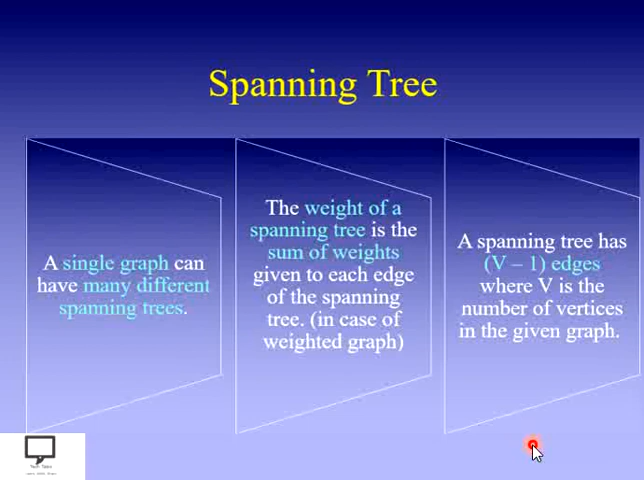 Spanning Tree
A single graph can
have many different
spanning trees.
The weight of a
spanning tree is the
sum of weights
given to each edge
of the spanning
tree. (in case of
weighted graph)
A spanning tree has
(V – 1) edges
where V is the
number of vertices
in the given graph.